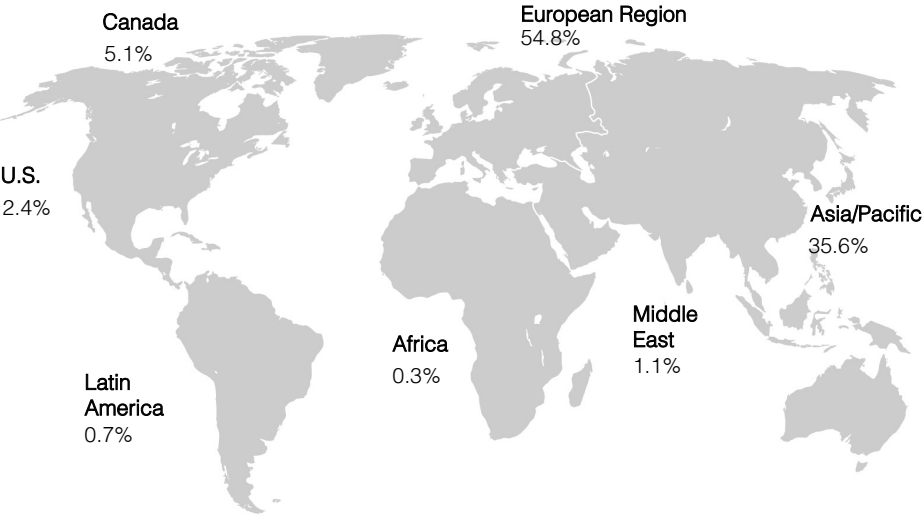 Canada
5.1%
European Region
54.8%
U.S.
2.4%
Asia/Pacific
35.6%
Middle
East
1.1%
Africa
0.3%
Latin
America
0.7%